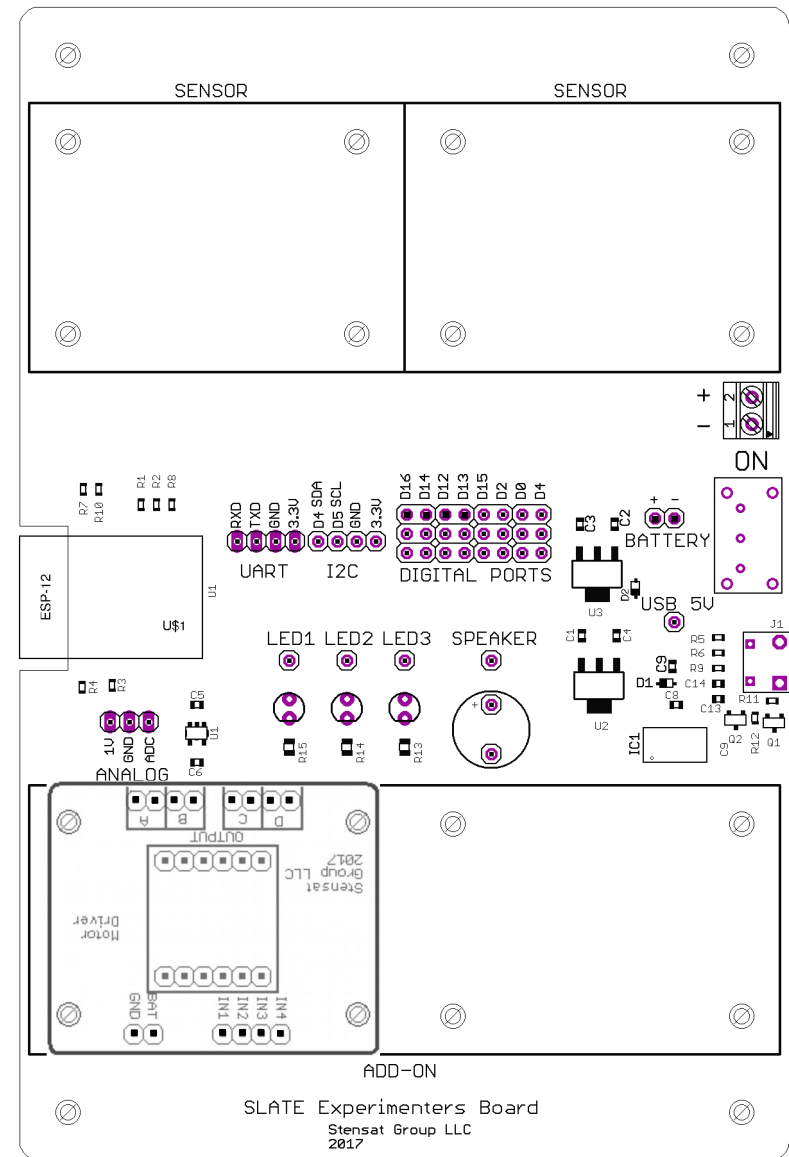 SENSOR
SENSOR
+ 2
− 1
ON
R7
R10
R1
R2
R8
RXD
TXD
GND
3.3V
D4 SDA
D5 SCL
GND
3.3V
UART
I2C
D16
D14
D12
D13
D15
D2
D0
D4
DIGITAL PORTS
C3
C2
+ −
BATTERY
ESP-12
U$1
U1
U3
D2
USB 5V
LED1
LED2
LED3
SPEAKER
C1
C4
J1
R5
R6
R9
C14
C13
R11
R4
R3
C9
D1
C8
1V
GND
ADC
ANALOG
C5
U1
C6
R15
R14
R13
+
U2
IC1
C9
Q2
R12
Q1
A
B
C
D
OUTPUT
Stensat
Group LLC
2017
Motor
Driver
GND
BAT
IN1
IN2
IN3
IN4
ADD-ON
SLATE Experimenters Board
Stensat Group LLC
2017